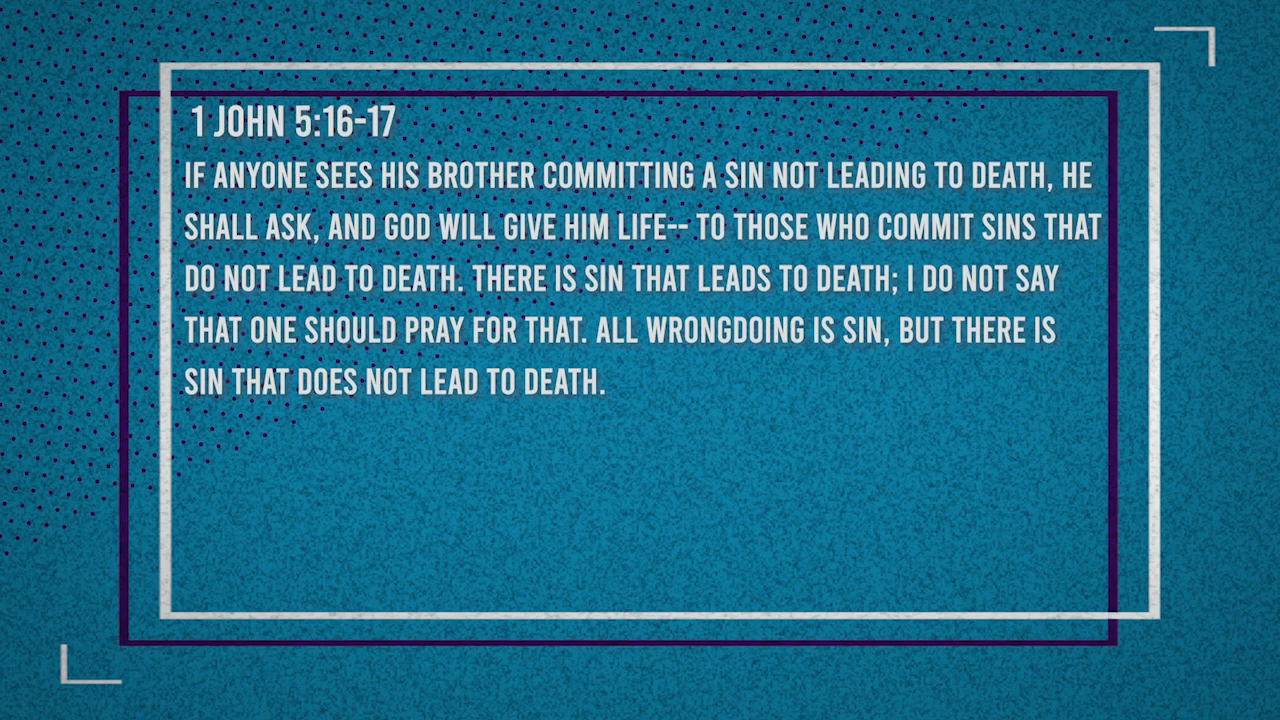 1 JOHN 5:16-17
IF ANYONE SEES HIS BROTHER COMMITTING A SIN NOT LEADING TO DEATH, HE
SHALL ASK, AND GOD WILL GIVE HIM LIFE-- TO THOSE WHO COMMIT SINS THAT
DO NOT LEAD TO DEATH. THERE IS SIN THAT LEADS TO DEATH; I DO NOT SAY
THAT ONE SHOULD PRAY FOR THAT. ALL WRONGDOING IS SIN, BUT THERE IS
SIN THAT DOES NOT LEAD TO DEATH.